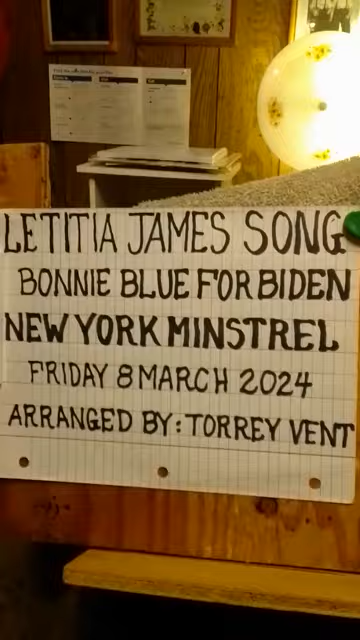 LETITIA JAMES SONG
BONNIE BLUE FOR BIDEN
NEW YORK MINSTREL
FRIDAY 8 MARCH 2024
ARRANGED BY: TORREY VENT